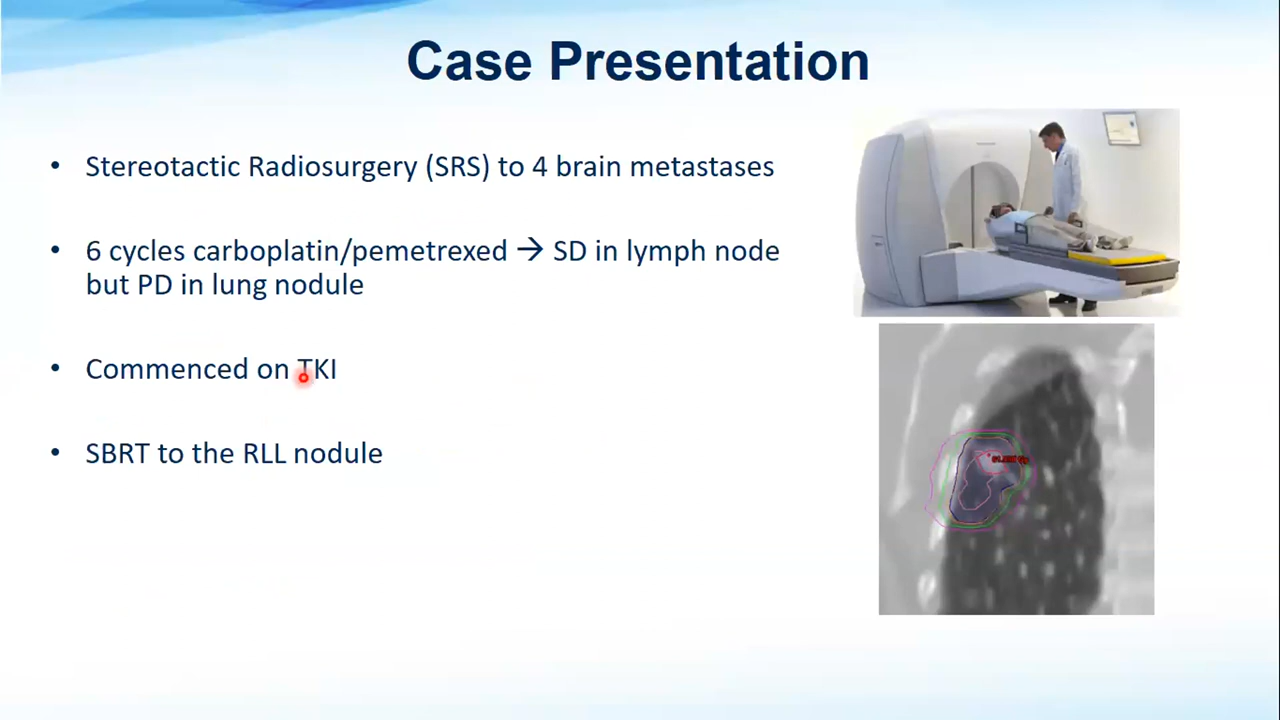 Case Presentation
• Stereotactic Radiosurgery (SRS) to 4 brain metastases
• 6 cycles carboplatin/pemetrexed → SD in lymph node
but PD in lung nodule
• Commenced on TKI
• SBRT to the RLL nodule